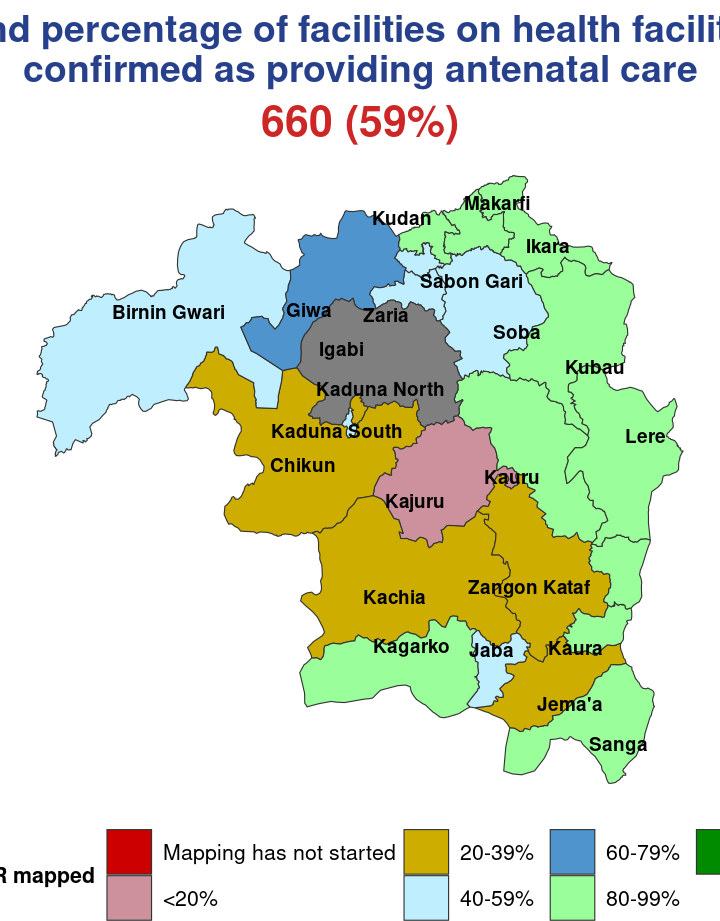 nd percentage of facilities on health facilit
confirmed as providing antenatal care
660 (59%)
Makarfi
Kudan
Ikara
Sabon Gari
Birnin Gwari
Giwa
Zaria
Soba
Igabi
Kubau
Kaduna North
Kaduna South
Lere
Chikun
Kauru
Kajuru
Zangon Kataf
Kachia
Kagarko
Jaba
Kaura
Jema'a
Sanga
R mapped
Mapping has not started
20-39%
60-79%
<20%
40-59%
80-99%